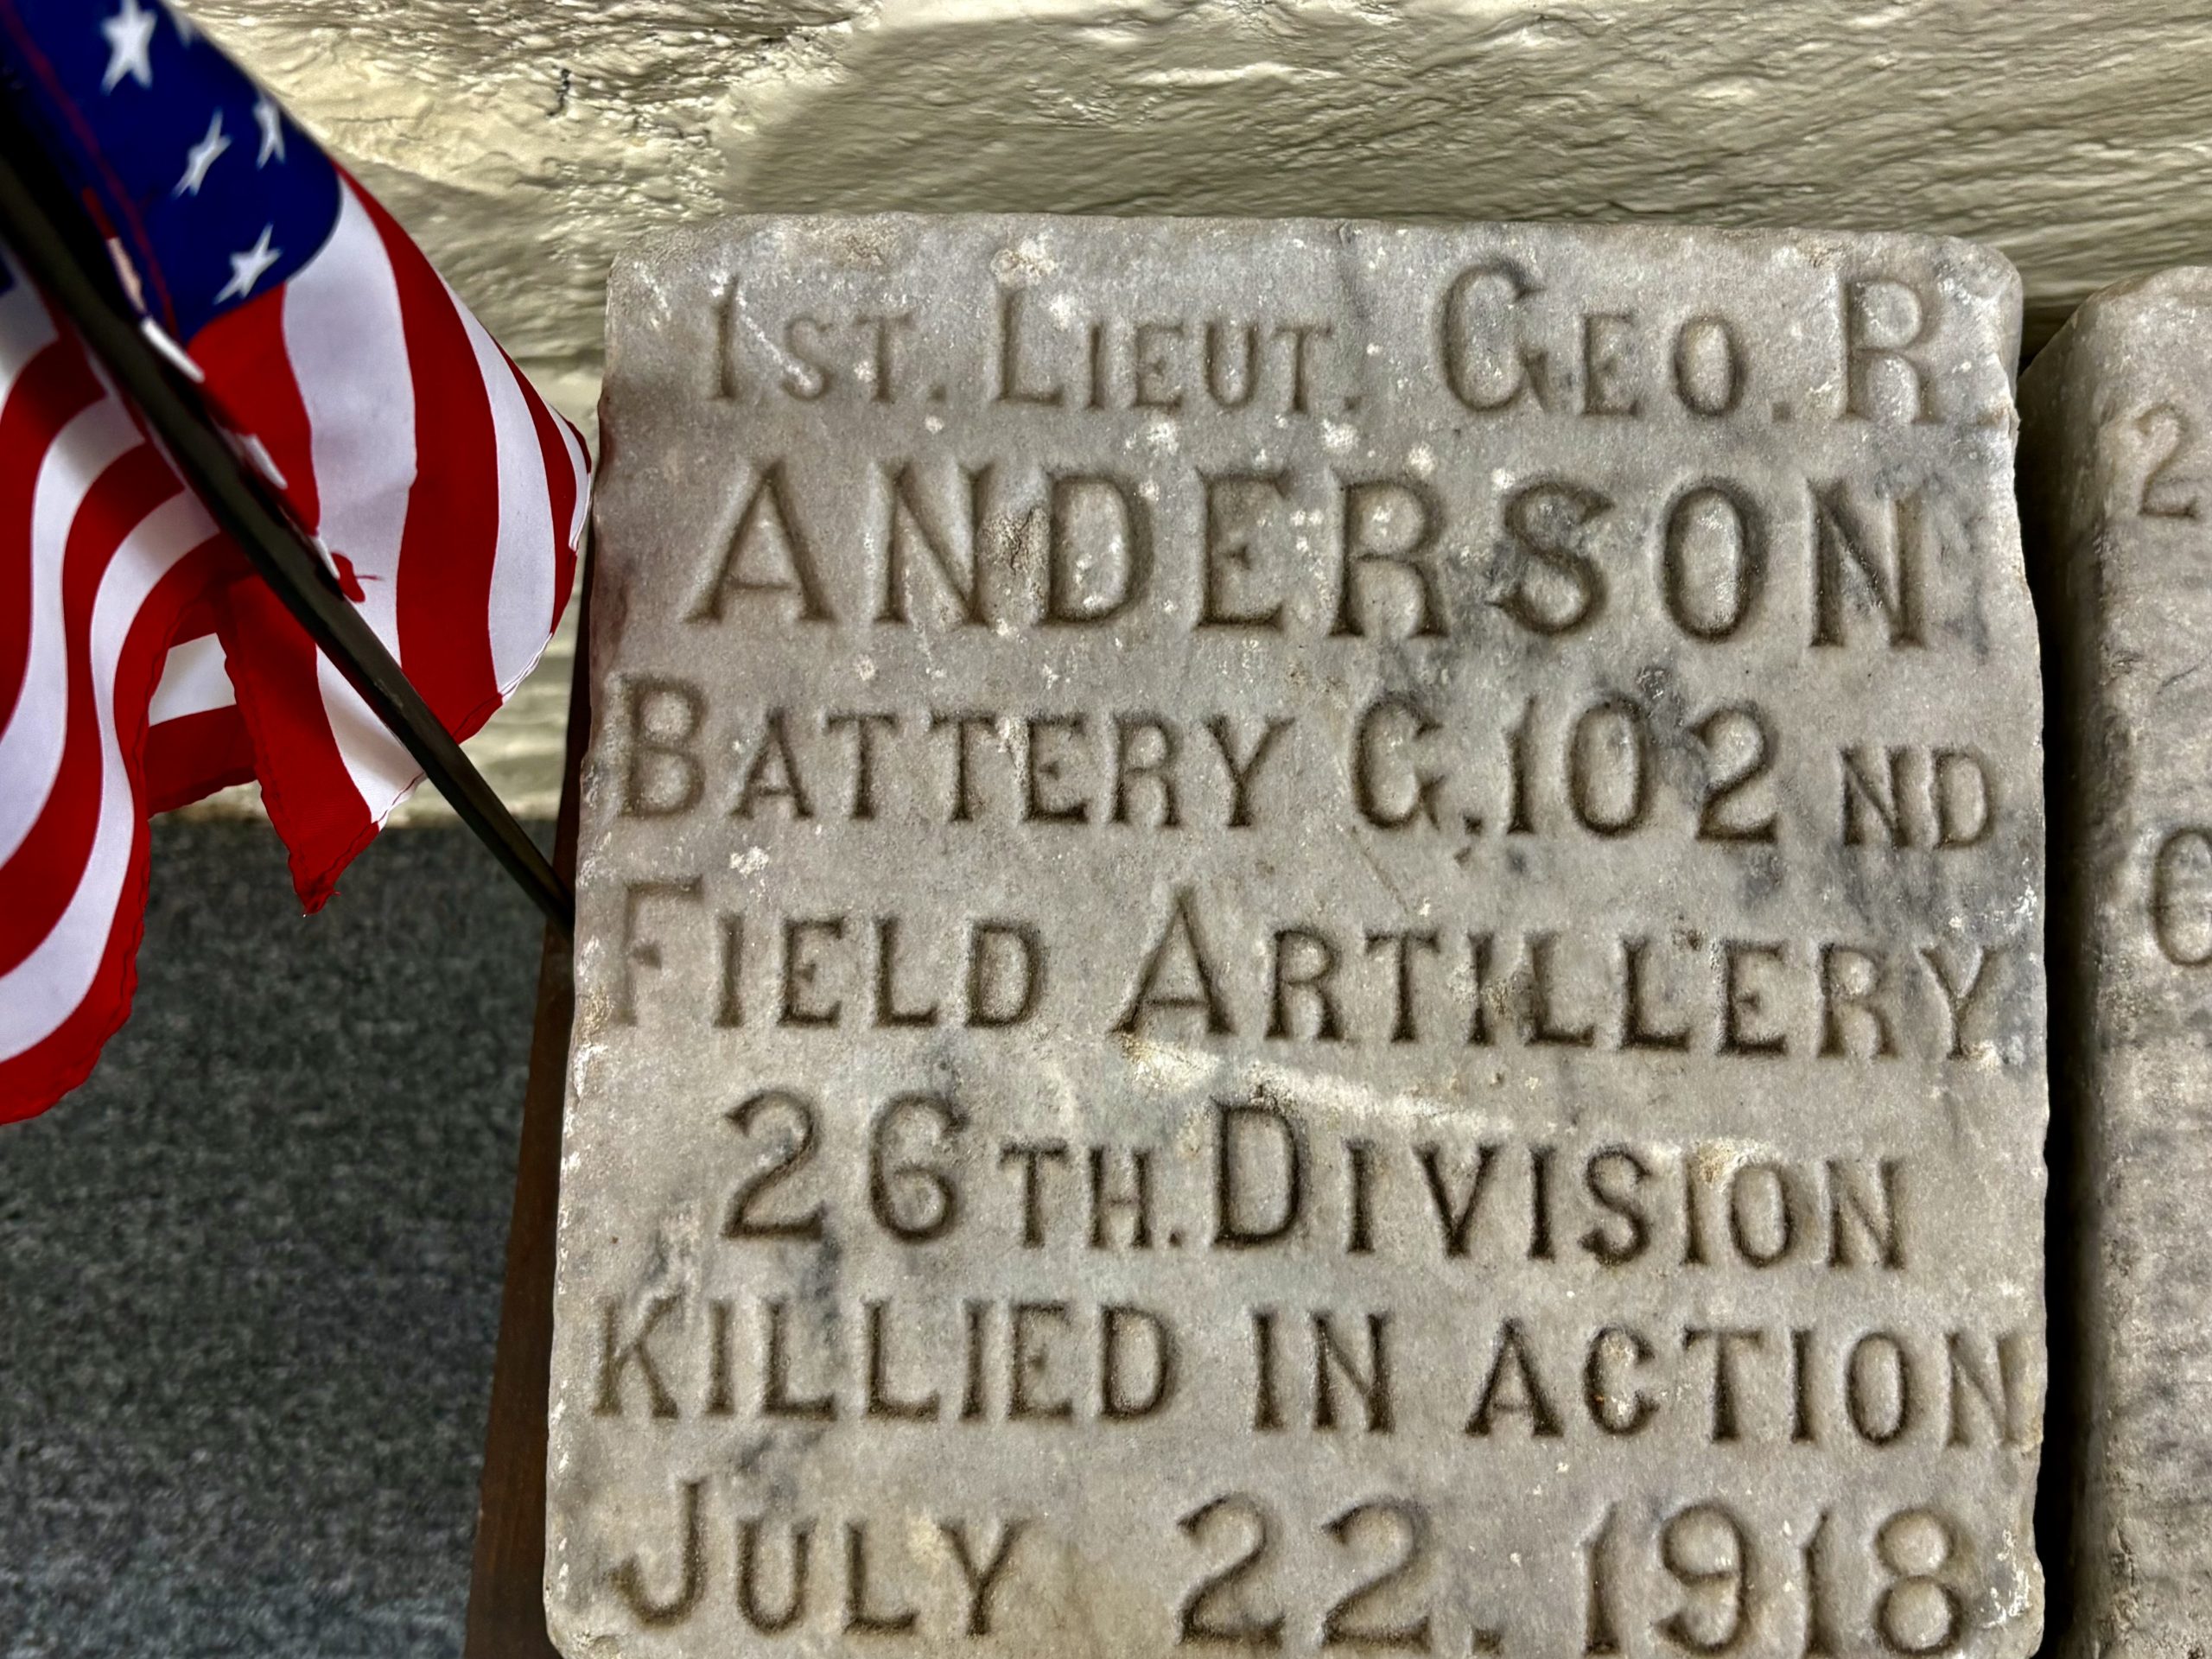 1ST. LIEUT. GEO. R.
ANDERSON
BATTERY G, 102 ND
FIELD ARTILLERY.
26TH. DIVISION
KILLIED IN ACTION
JULY 22, 1918